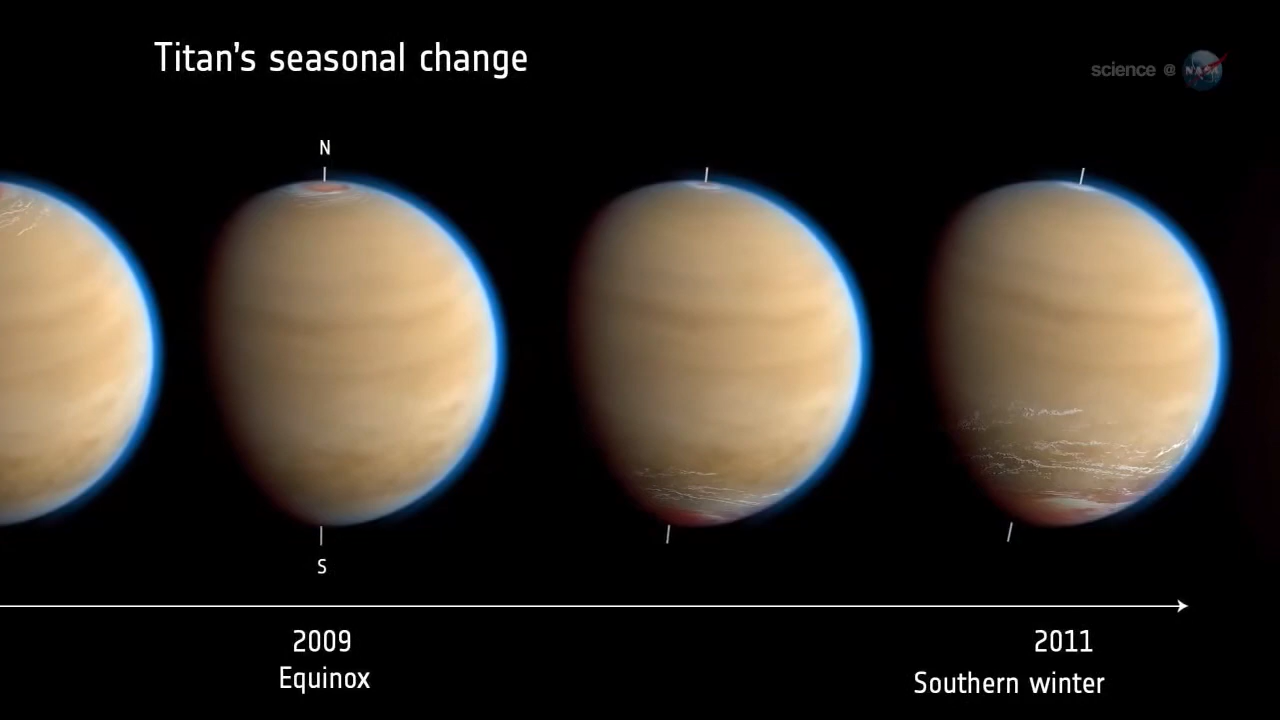 Titan's seasonal change
science @ NASA
N
S
2009
Equinox
2011
Southern winter